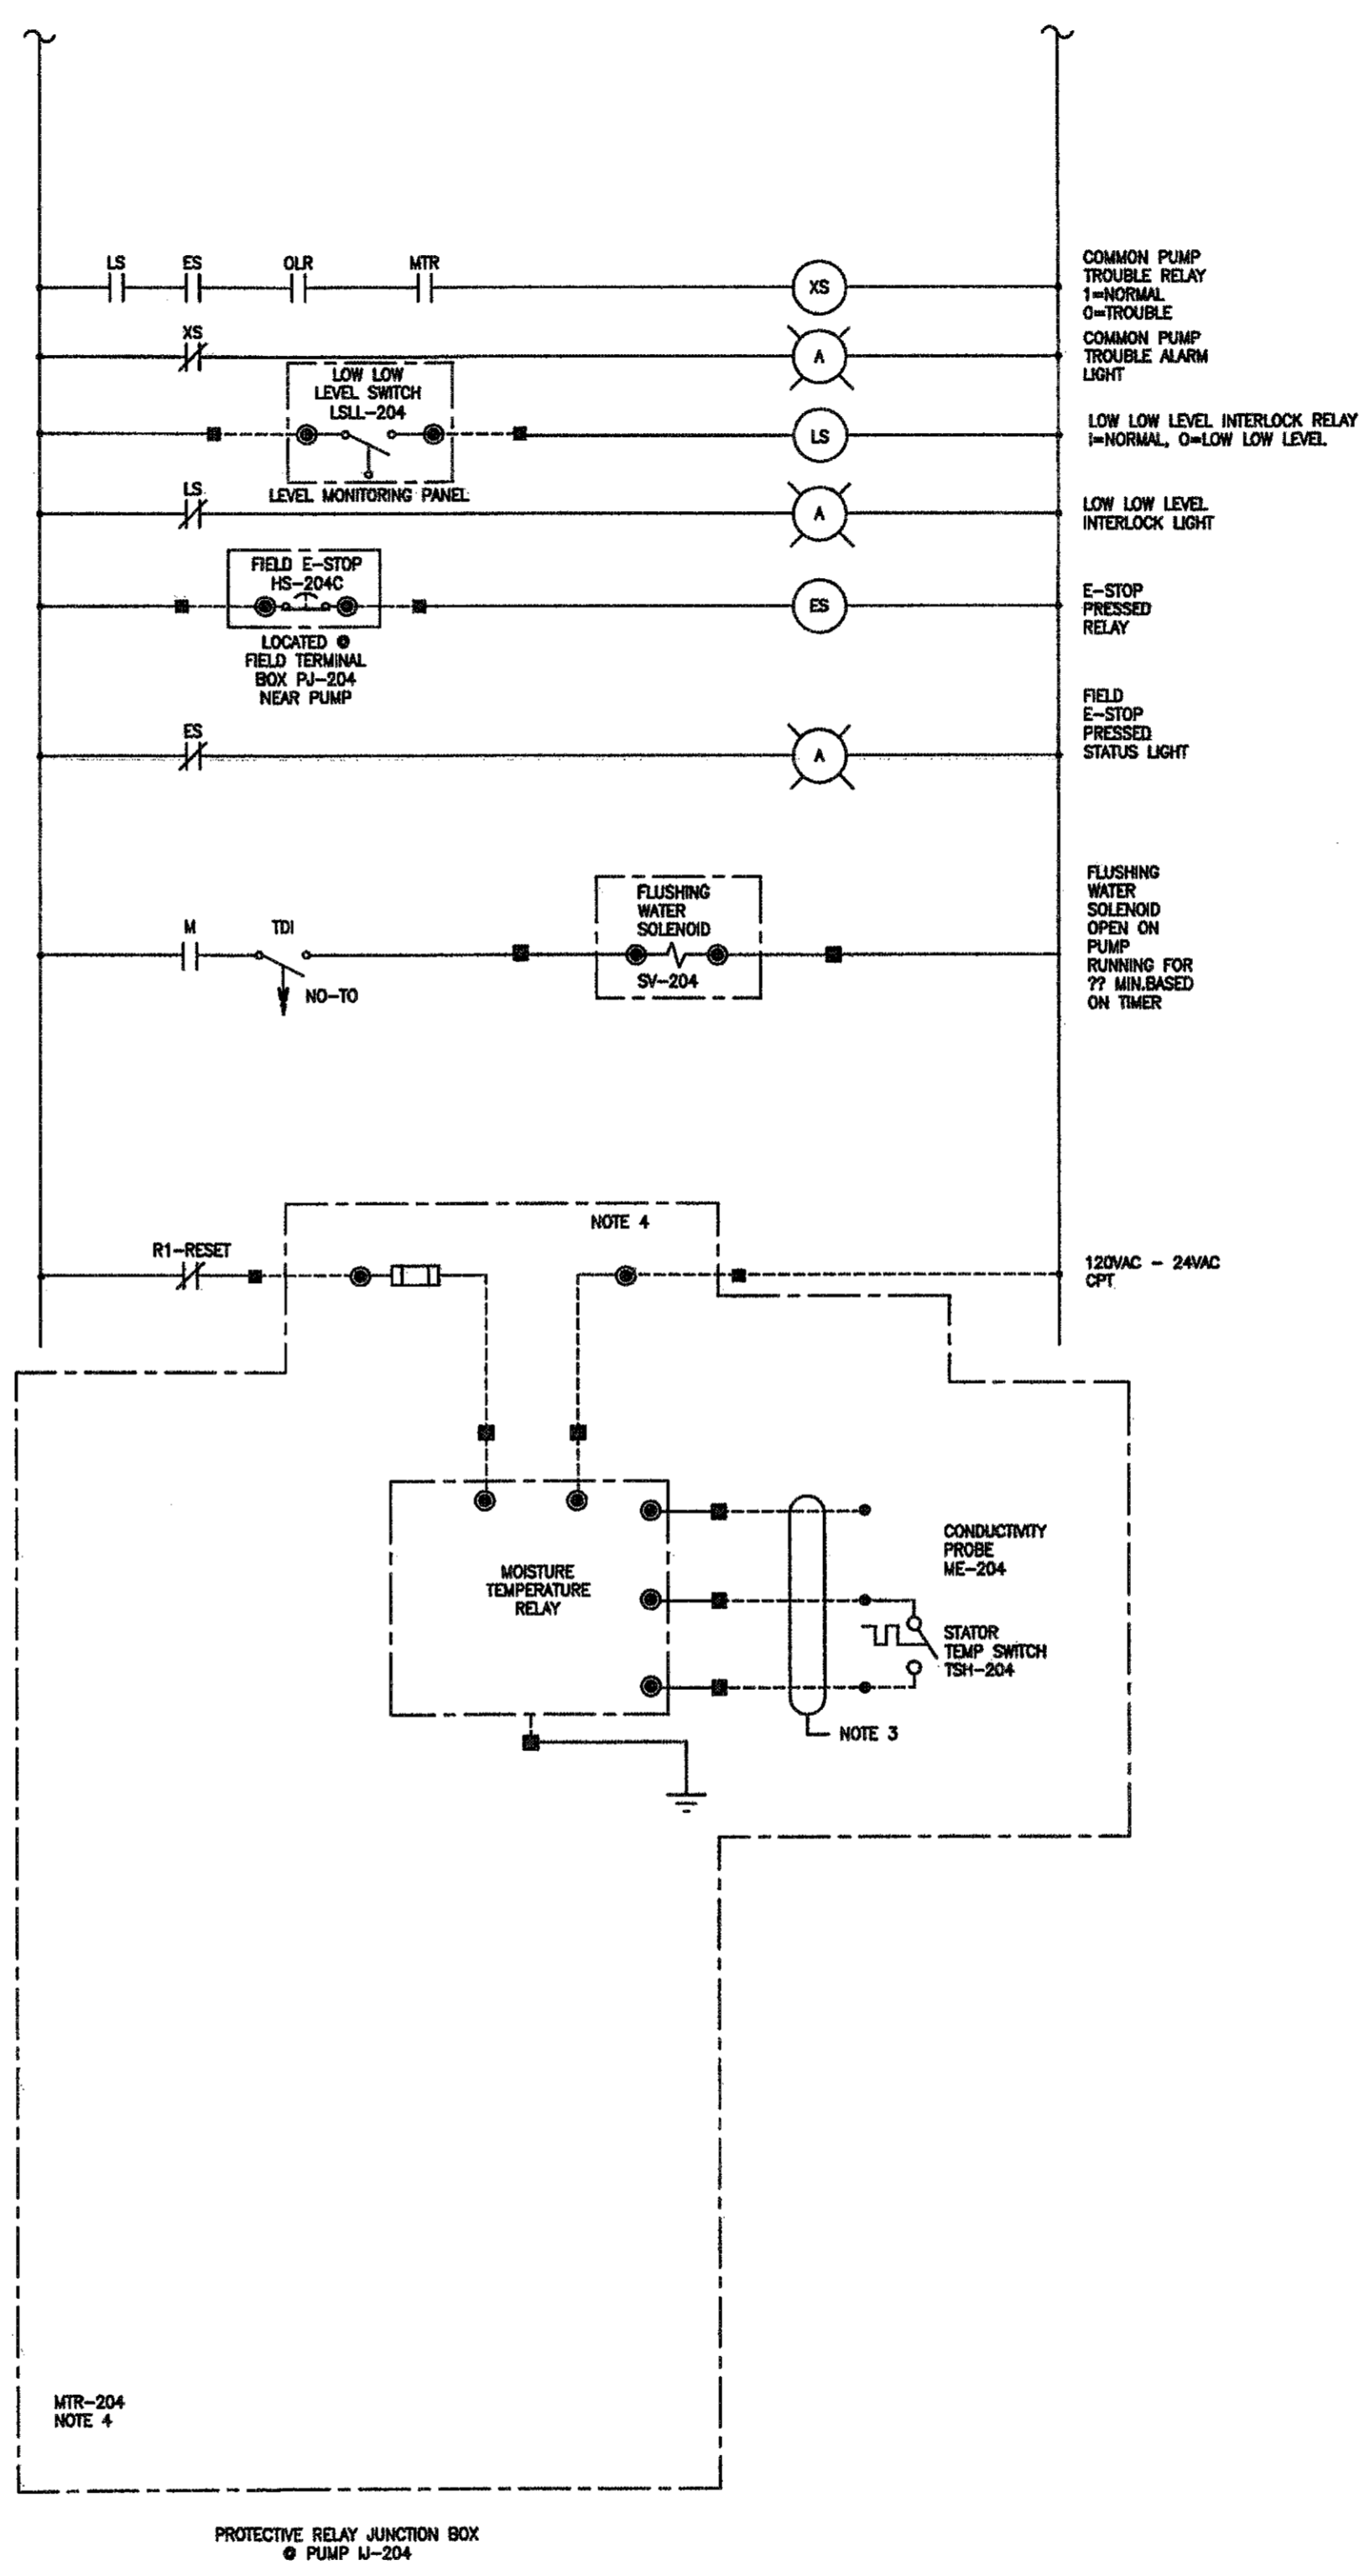 LS ES OLR MTR
XS
COMMON PUMP
TROUBLE RELAY
1=NORMAL
0=TROUBLE
XS
A
COMMON PUMP
TROUBLE ALARM
LIGHT
LOW LOW
LEVEL SWITCH
LSLL-204
LS
LOW LOW LEVEL INTERLOCK RELAY
1=NORMAL, 0=LOW LOW LEVEL
LEVEL MONITORING PANEL
LS
A
LOW LOW LEVEL
INTERLOCK LIGHT
FIELD E-STOP
HS-204C
ES
E-STOP
PRESSED
RELAY
LOCATED @
FIELD TERMINAL
BOX PJ-204
NEAR PUMP
ES
A
FIELD
E-STOP
PRESSED
STATUS LIGHT
M TDI
NO-TO
FLUSHING
WATER
SOLENOID
SV-204
FLUSHING
WATER
SOLENOID
OPEN ON
PUMP
RUNNING FOR
?? MIN.BASED
ON TIMER
NOTE 4
R1-RESET
120VAC - 24VAC
CPT
MOISTURE
TEMPERATURE
RELAY
CONDUCTIVITY
PROBE
ME-204
STATOR
TEMP SWITCH
TSH-204
NOTE 3
MTR-204
NOTE 4
PROTECTIVE RELAY JUNCTION BOX
@ PUMP IJ-204